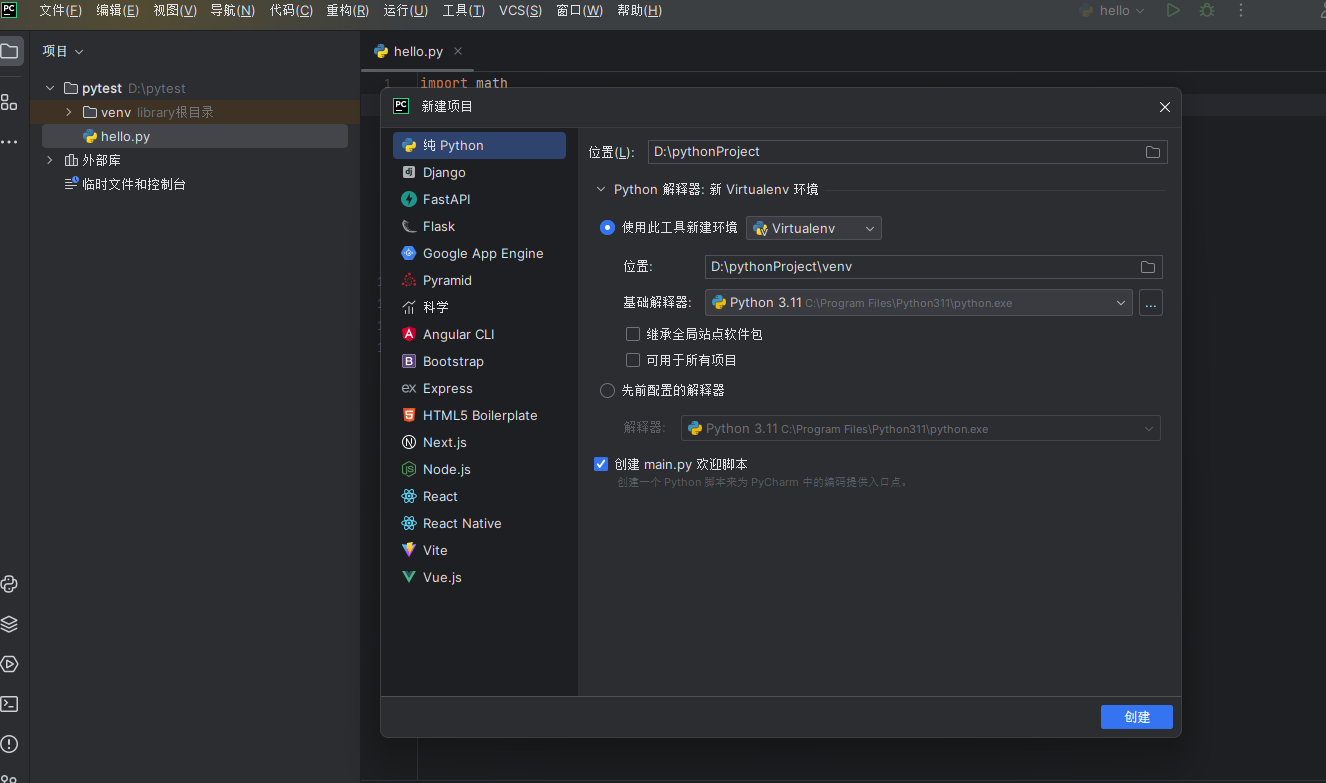 PC 文件(F) 编辑(E) 视图(V) 导航(N) 代码(C) 重构(R) 运行(U) 工具(T) VCS(S) 窗口(W) 帮助(H) hello
项目
hello.py
pytest D:\pytest
venv library根目录
hello.py
外部库
临时文件和控制台
1 import math
PC 新建项目
纯 Python
Django
FastAPI
Flask
Google App Engine
Pyramid
科学
Angular CLI
Bootstrap
Express
HTML5 Boilerplate
Next.js
Node.js
React
React Native
Vite
Vue.js
位置(L): D:\pythonProject
Python 解释器: 新 Virtualenv 环境
使用此工具新建环境 Virtualenv
位置: D:\pythonProject\venv
基础解释器: Python 3.11 C:\Program Files\Python311\python.exe ...
继承全局站点软件包
可用于所有项目
先前配置的解释器
解释器: Python 3.11 C:\Program Files\Python311\python.exe
创建 main.py 欢迎脚本
创建一个 Python 脚本来为 PyCharm 中的编码提供入口点。
创建